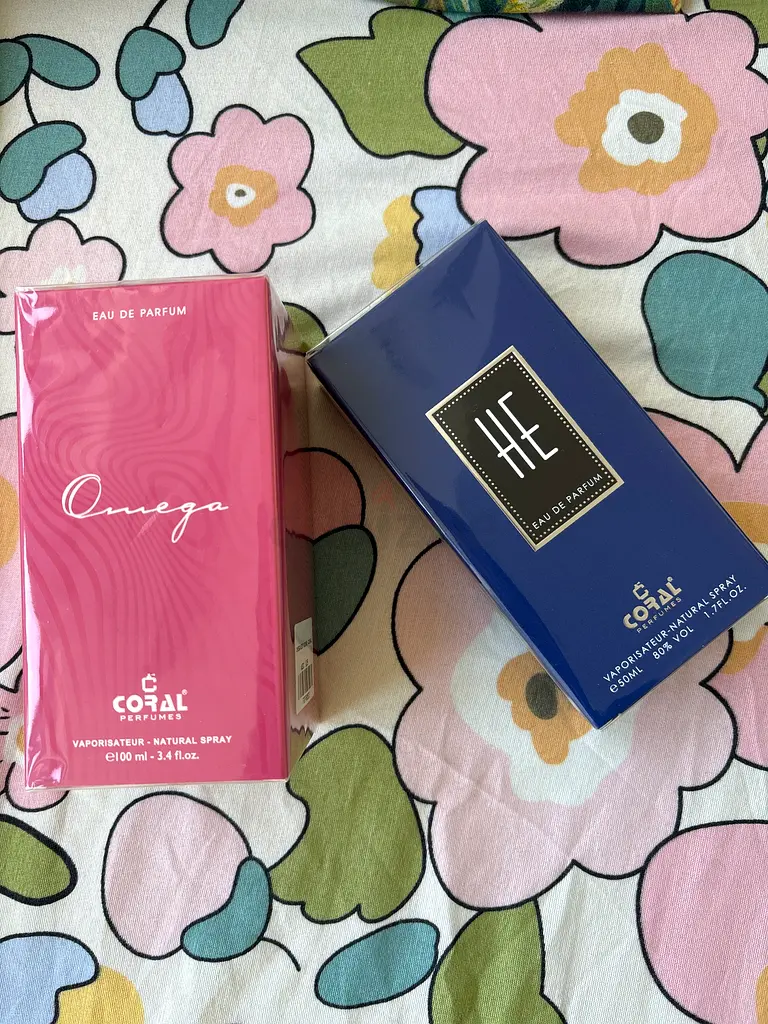 EAU DE PARFUM
Omega
CORAL®
PERFUMES
VAPORISATEUR - NATURAL SPRAY
℮100 ml - 3.4 fl.oz.
HE
EAU DE PARFUM
CORAL®
PERFUMES
VAPORISATEUR-NATURAL SPRAY
℮50ML 80% VOL 1.7FL.OZ.